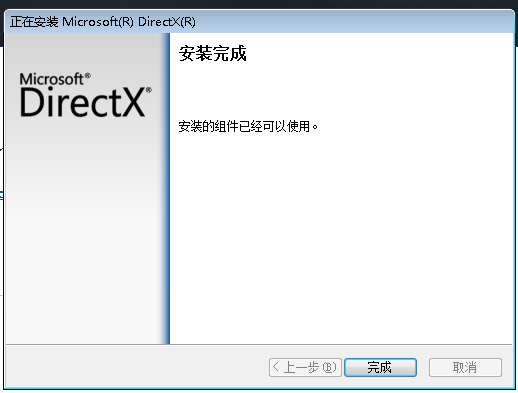 正在安装 Microsoft(R) DirectX(R)
Microsoft®
DirectX®
安装完成
安装的组件已经可以使用。
< 上一步(B)
完成
取消